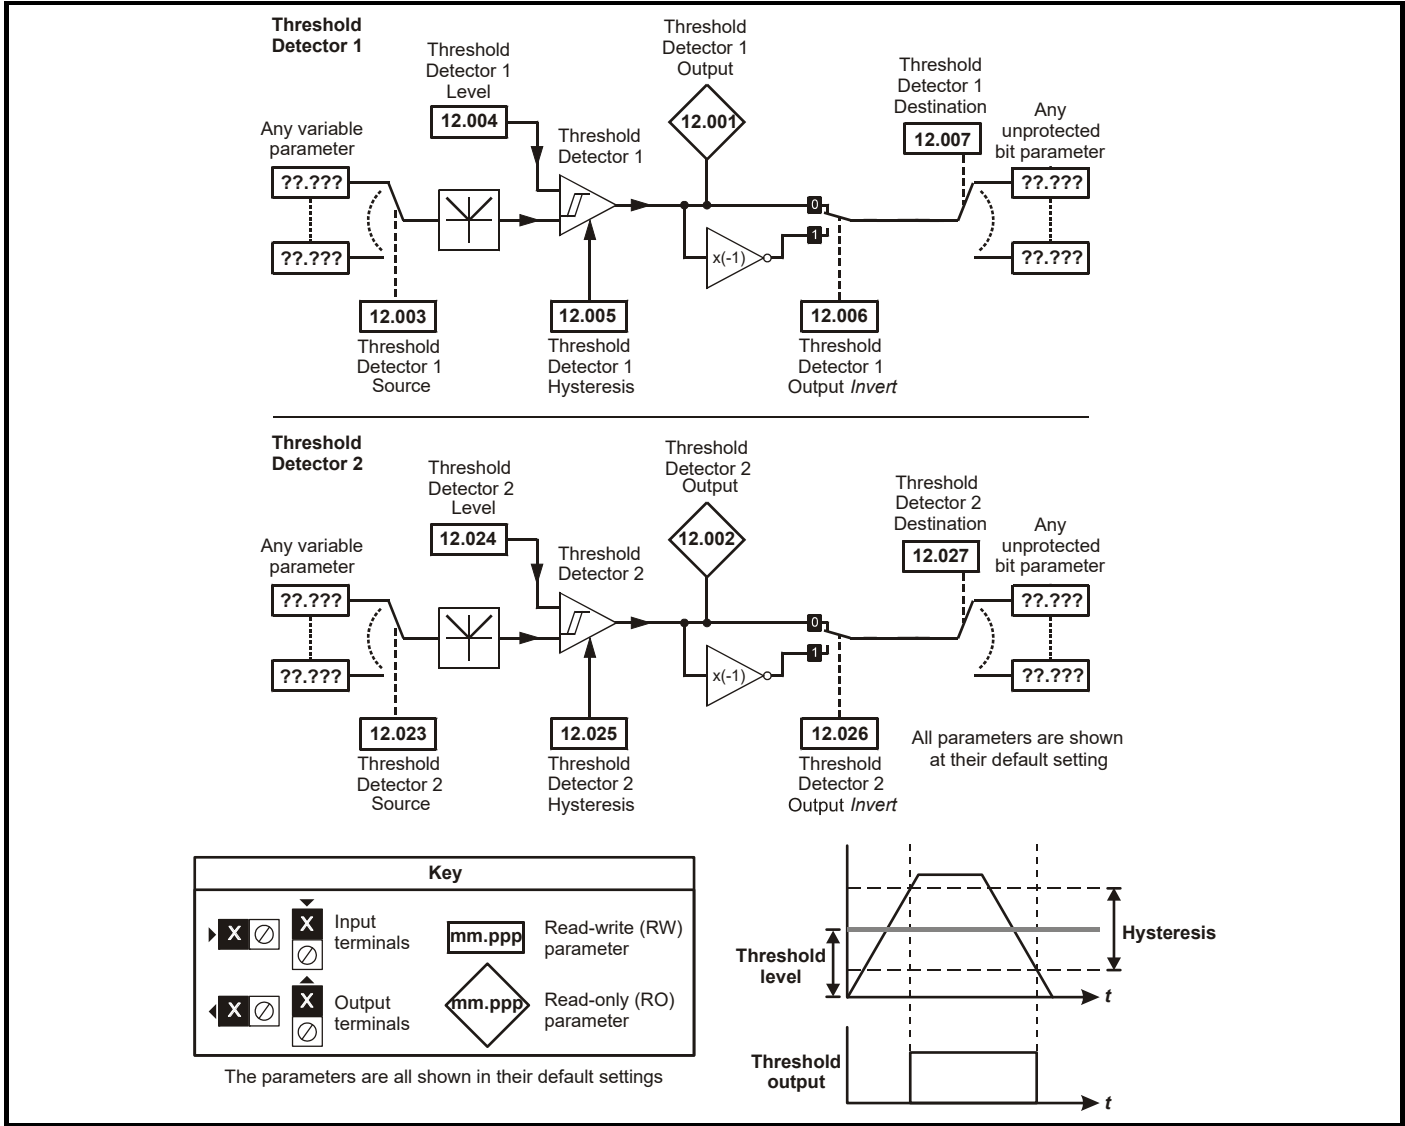 Threshold
Detector 1
Threshold
Detector 1
Level
12.004
Threshold
Detector 1
Output
12.001
Threshold
Detector 1
Destination
12.007
Any variable
parameter
??.???
??.???
Threshold
Detector 1
Any
unprotected
bit parameter
??.???
??.???
0
1
x(-1)
12.003
Threshold
Detector 1
Source
12.005
Threshold
Detector 1
Hysteresis
12.006
Threshold
Detector 1
Output Invert
Threshold
Detector 2
Threshold
Detector 2
Level
12.024
Threshold
Detector 2
Output
12.002
Threshold
Detector 2
Destination
12.027
Any variable
parameter
??.???
??.???
Threshold
Detector 2
Any
unprotected
bit parameter
??.???
??.???
0
1
x(-1)
12.023
Threshold
Detector 2
Source
12.025
Threshold
Detector 2
Hysteresis
12.026
Threshold
Detector 2
Output Invert
All parameters are shown
at their default setting
Key
X
X
Input
terminals
mm.ppp
Read-write (RW)
parameter
X
X
Output
terminals
mm.ppp
Read-only (RO)
parameter
The parameters are all shown in their default settings
Threshold
level
Hysteresis
t
Threshold
output
t